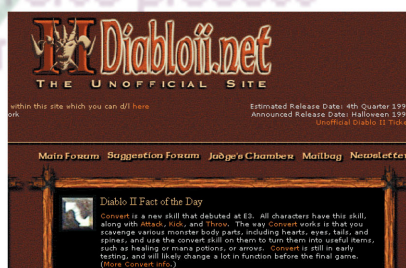 Diabloii.net
THE UNOFFICIAL SITE
within this site which you can d/l here
ork
Estimated Release Date: 4th Quarter 199
Announced Release Date: Halloween 199
Unofficial Diablo II Ticke
Main Forum Suggestion Forum Judge's Chamber Mailbag Newsletter
Diablo II Fact of the Day
Convert is a new skill that debuted at E3. All characters have this skill,
along with Attack, Kick, and Throw. The way Convert works is that you
scavenge various monster body parts, including hearts, eyes, tails, and
spines, and use the convert skill on them to turn them into useful items,
such as healing or mana potions, or arrows. Convert is still in early
testing, and will likely change a lot in function before the final game.
(More Convert info.)